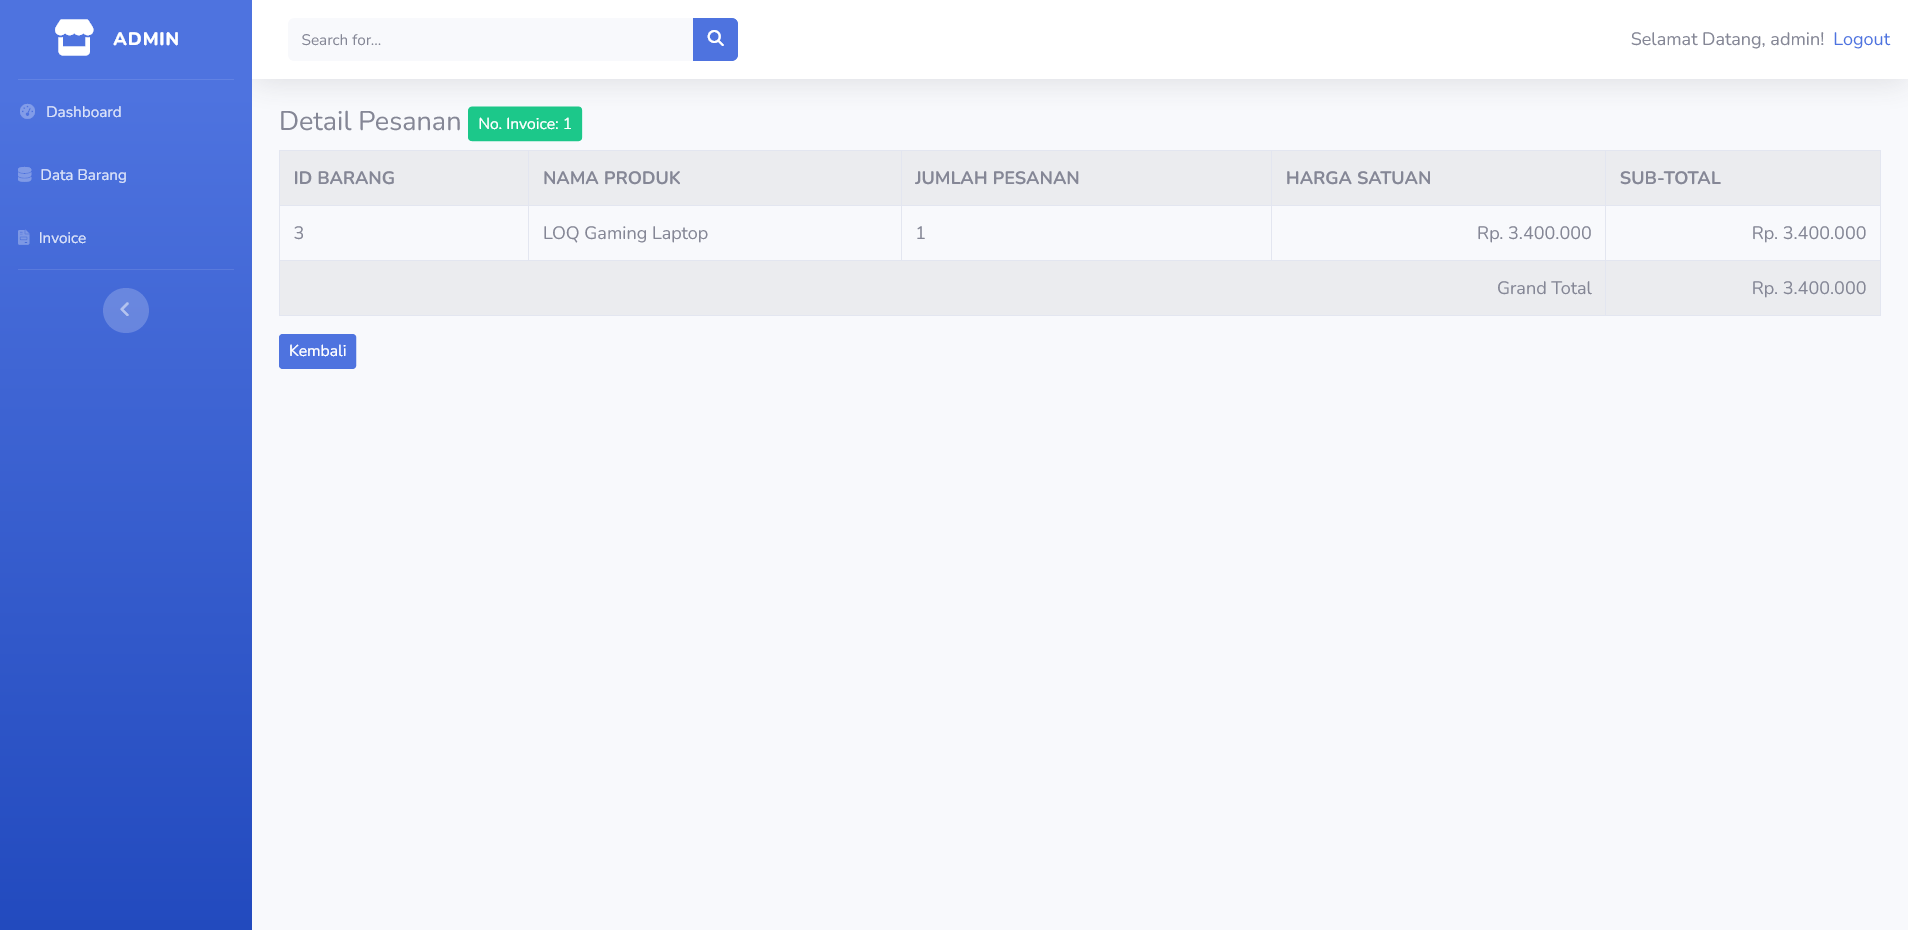 ADMIN
Search for...
Selamat Datang, admin! Logout
Dashboard
Data Barang
Invoice
Detail Pesanan No. Invoice: 1
ID BARANG NAMA PRODUK JUMLAH PESANAN HARGA SATUAN SUB-TOTAL
3 LOQ Gaming Laptop 1 Rp. 3.400.000 Rp. 3.400.000
Grand Total Rp. 3.400.000
Kembali